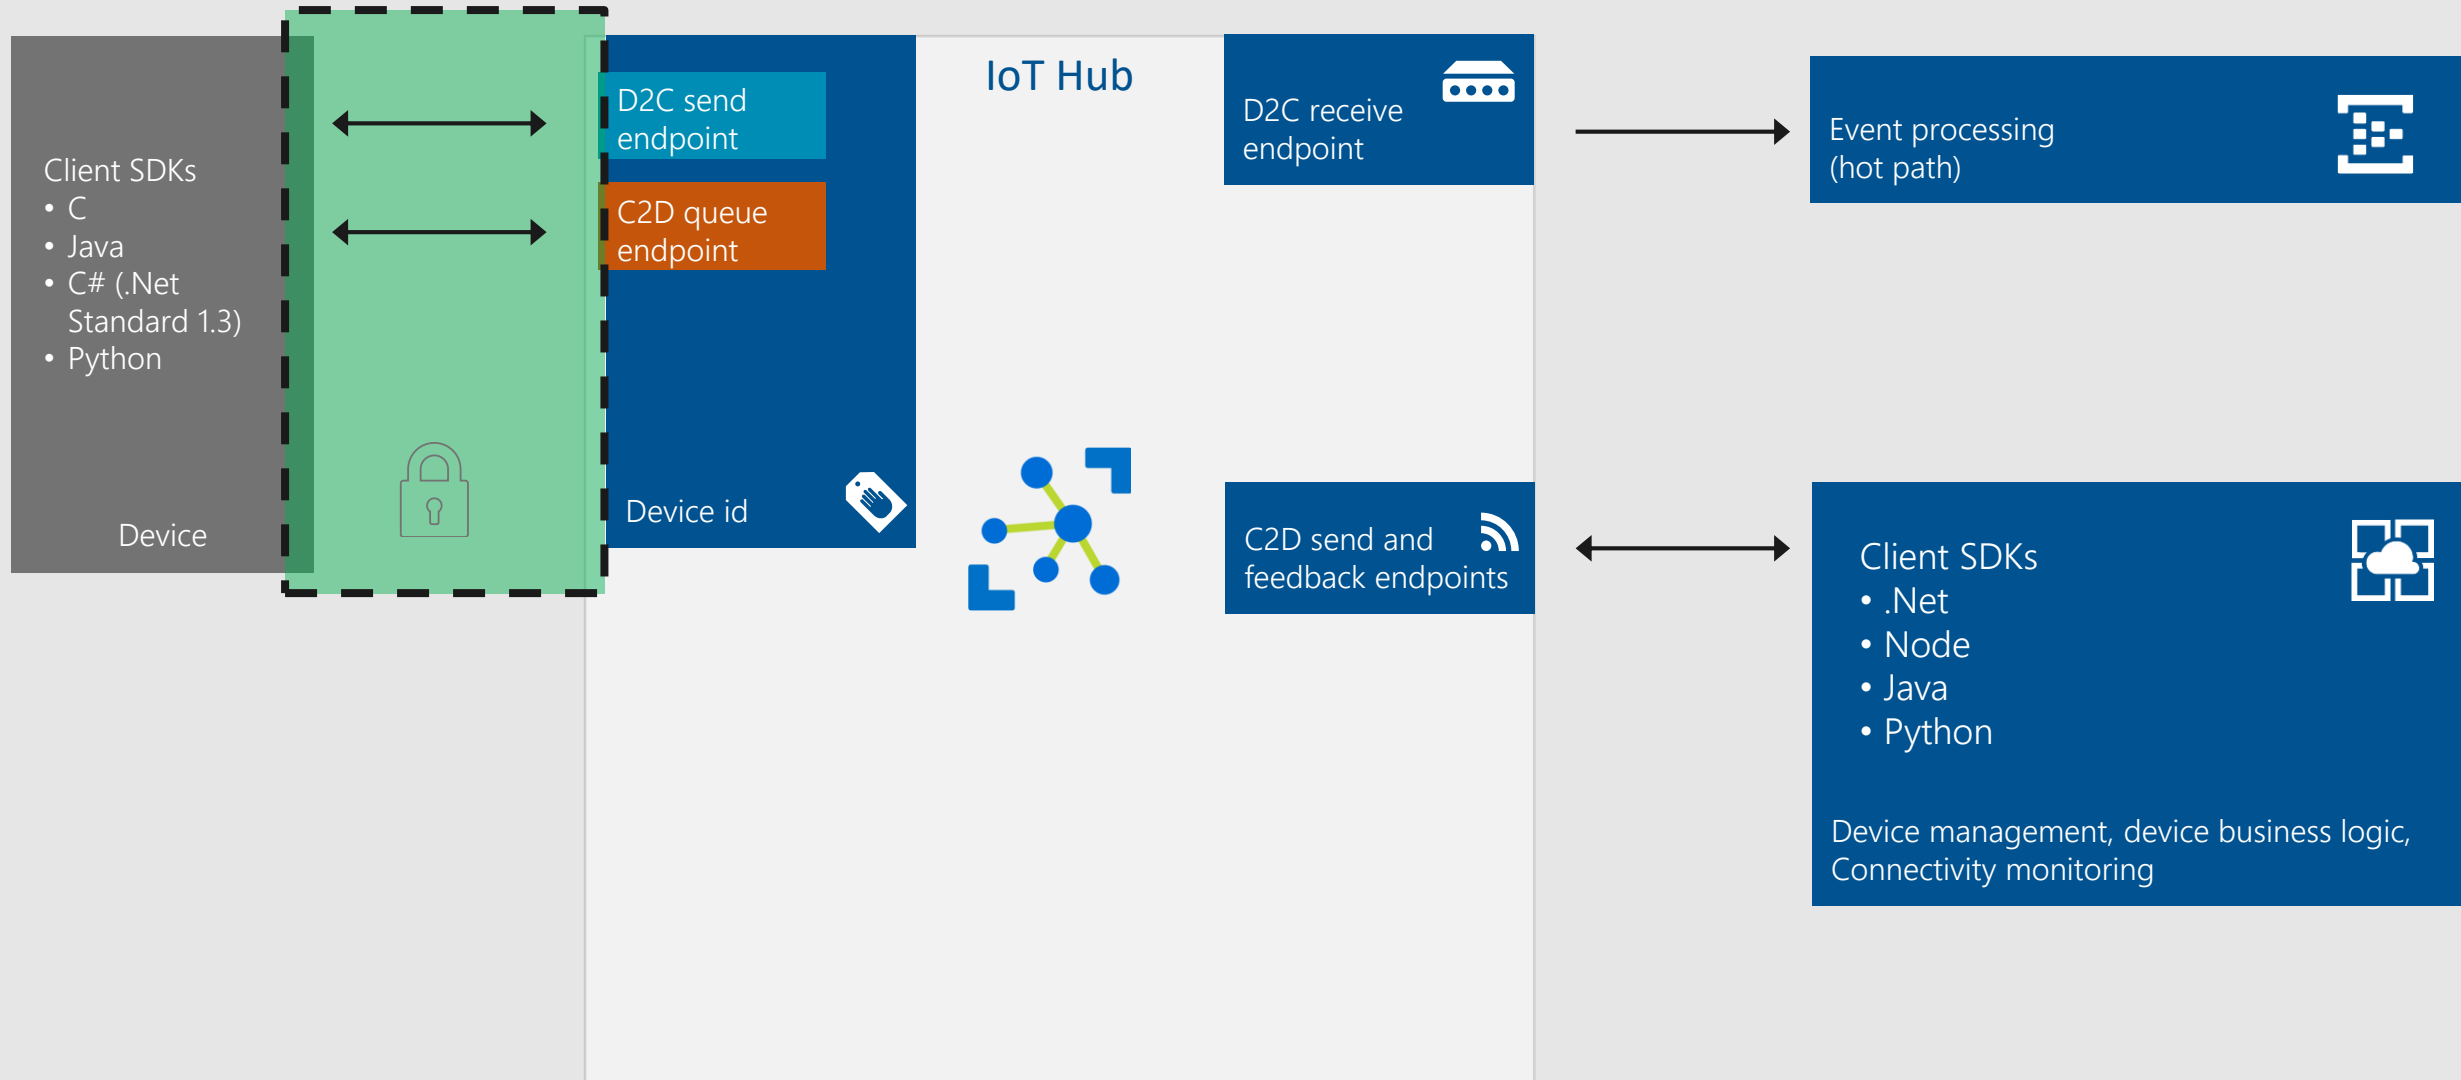 Client SDKs
• C
• Java
• C# (.Net
Standard 1.3)
• Python
Device
D2C send
endpoint
C2D queue
endpoint
Device id
IoT Hub
D2C receive
endpoint
C2D send and
feedback endpoints
Event processing
(hot path)
Client SDKs
• .Net
• Node
• Java
• Python
Device management, device business logic,
Connectivity monitoring